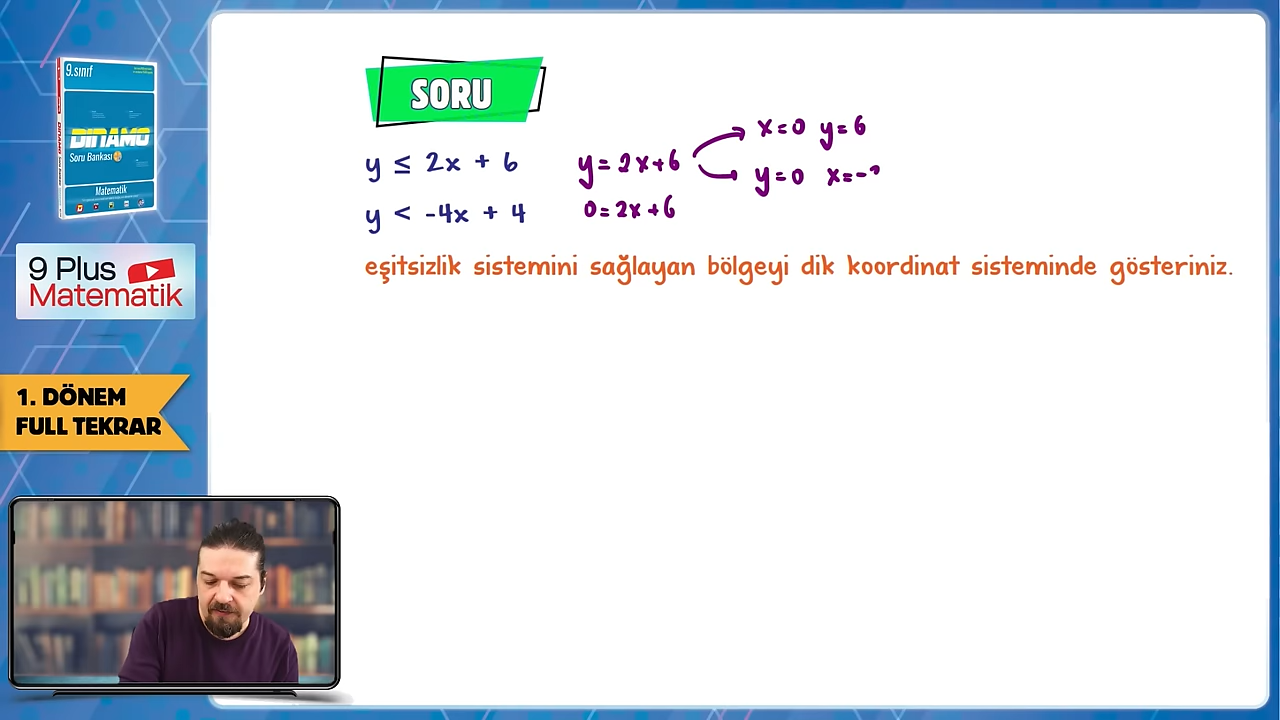 9.sınıf
DİNAMO
Soru Bankası
Matematik
9 Plus
Matematik
1. DÖNEM
FULL TEKRAR
SORU
y ≤ 2x + 6
y < -4x + 4
y = 2x+6
0 = 2x+6
x=0 y=6
y=0 x=-
eşitsizlik sistemini sağlayan bölgeyi dik koordinat sisteminde gösteriniz.